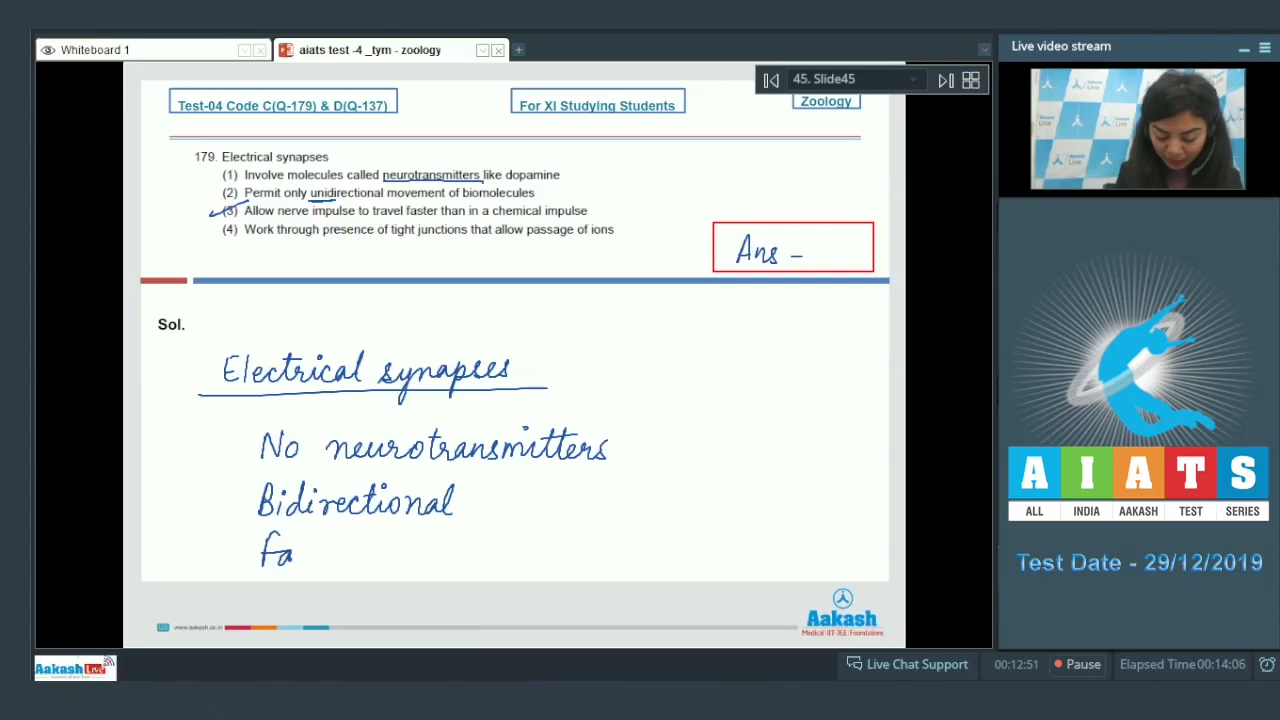 Whiteboard 1
aiats test -4 _tym - zoology
Live video stream
45. Slide45
Test-04 Code C(Q-179) & D(Q-137)
For XI Studying Students
Zoology
179. Electrical synapses
(1) Involve molecules called neurotransmitters like dopamine
(2) Permit only unidirectional movement of biomolecules
(3) Allow nerve impulse to travel faster than in a chemical impulse
(4) Work through presence of tight junctions that allow passage of ions
Ans –
Sol.
Electrical synapses
No neurotransmitters
Bidirectional
Fa
A I A T S
ALL INDIA AAKASH TEST SERIES
Test Date - 29/12/2019
www.aakash.ac.in
Aakash
Medical | IIT-JEE | Foundations
Aakash Live
Live Chat Support
00:12:51
Pause
Elapsed Time 00:14:06